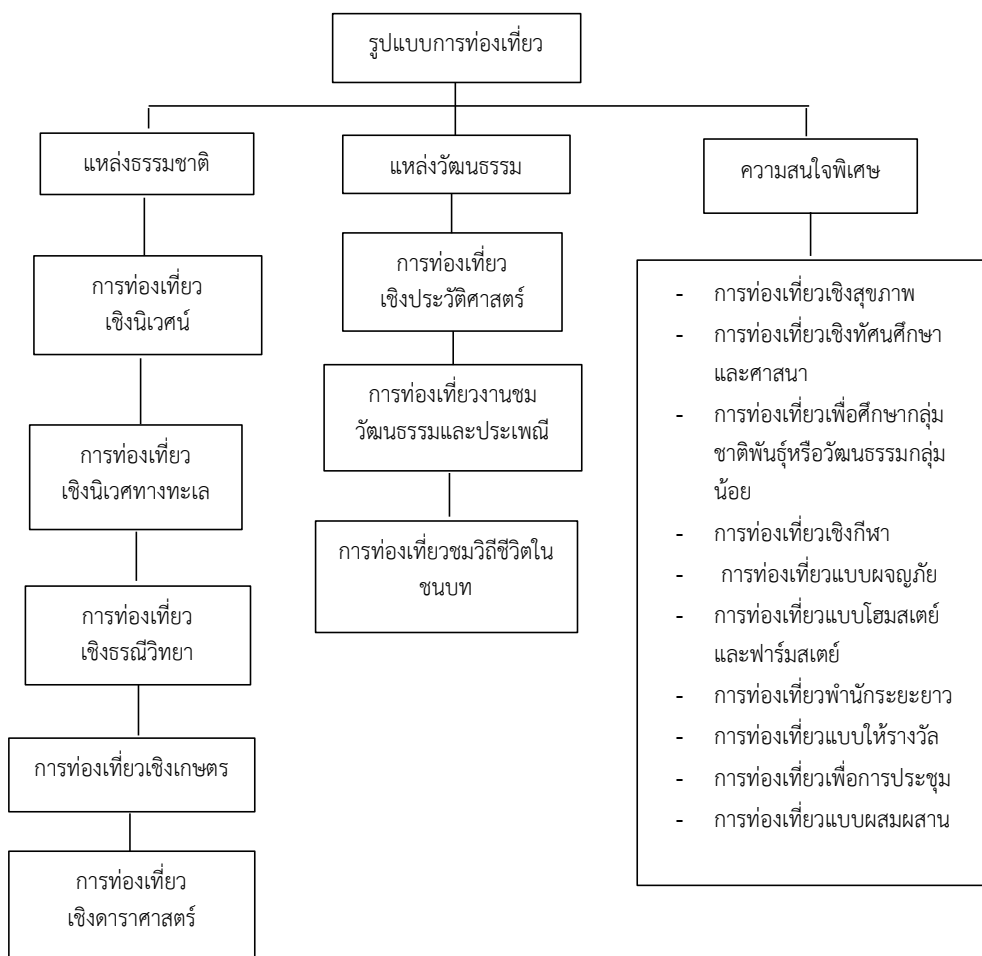 รูปแบบการท่องเที่ยว
แหล่งธรรมชาติ
การท่องเที่ยว
เชิงนิเวศน์
การท่องเที่ยว
เชิงนิเวศทางทะเล
การท่องเที่ยว
เชิงธรณีวิทยา
การท่องเที่ยวเชิงเกษตร
การท่องเที่ยว
เชิงดาราศาสตร์
แหล่งวัฒนธรรม
การท่องเที่ยว
เชิงประวัติศาสตร์
การท่องเที่ยวงานชม
วัฒนธรรมและประเพณี
การท่องเที่ยวชมวิถีชีวิตใน
ชนบท
ความสนใจพิเศษ
- การท่องเที่ยวเชิงสุขภาพ
- การท่องเที่ยวเชิงทัศนศึกษา
และศาสนา
- การท่องเที่ยวเพื่อศึกษากลุ่ม
ชาติพันธุ์หรือวัฒนธรรมกลุ่ม
น้อย
- การท่องเที่ยวเชิงกีฬา
- การท่องเที่ยวแบบผจญภัย
- การท่องเที่ยวแบบโฮมสเตย์
และฟาร์มสเตย์
- การท่องเที่ยวพำนักระยะยาว
- การท่องเที่ยวแบบให้รางวัล
- การท่องเที่ยวเพื่อการประชุม
- การท่องเที่ยวแบบผสมผสาน